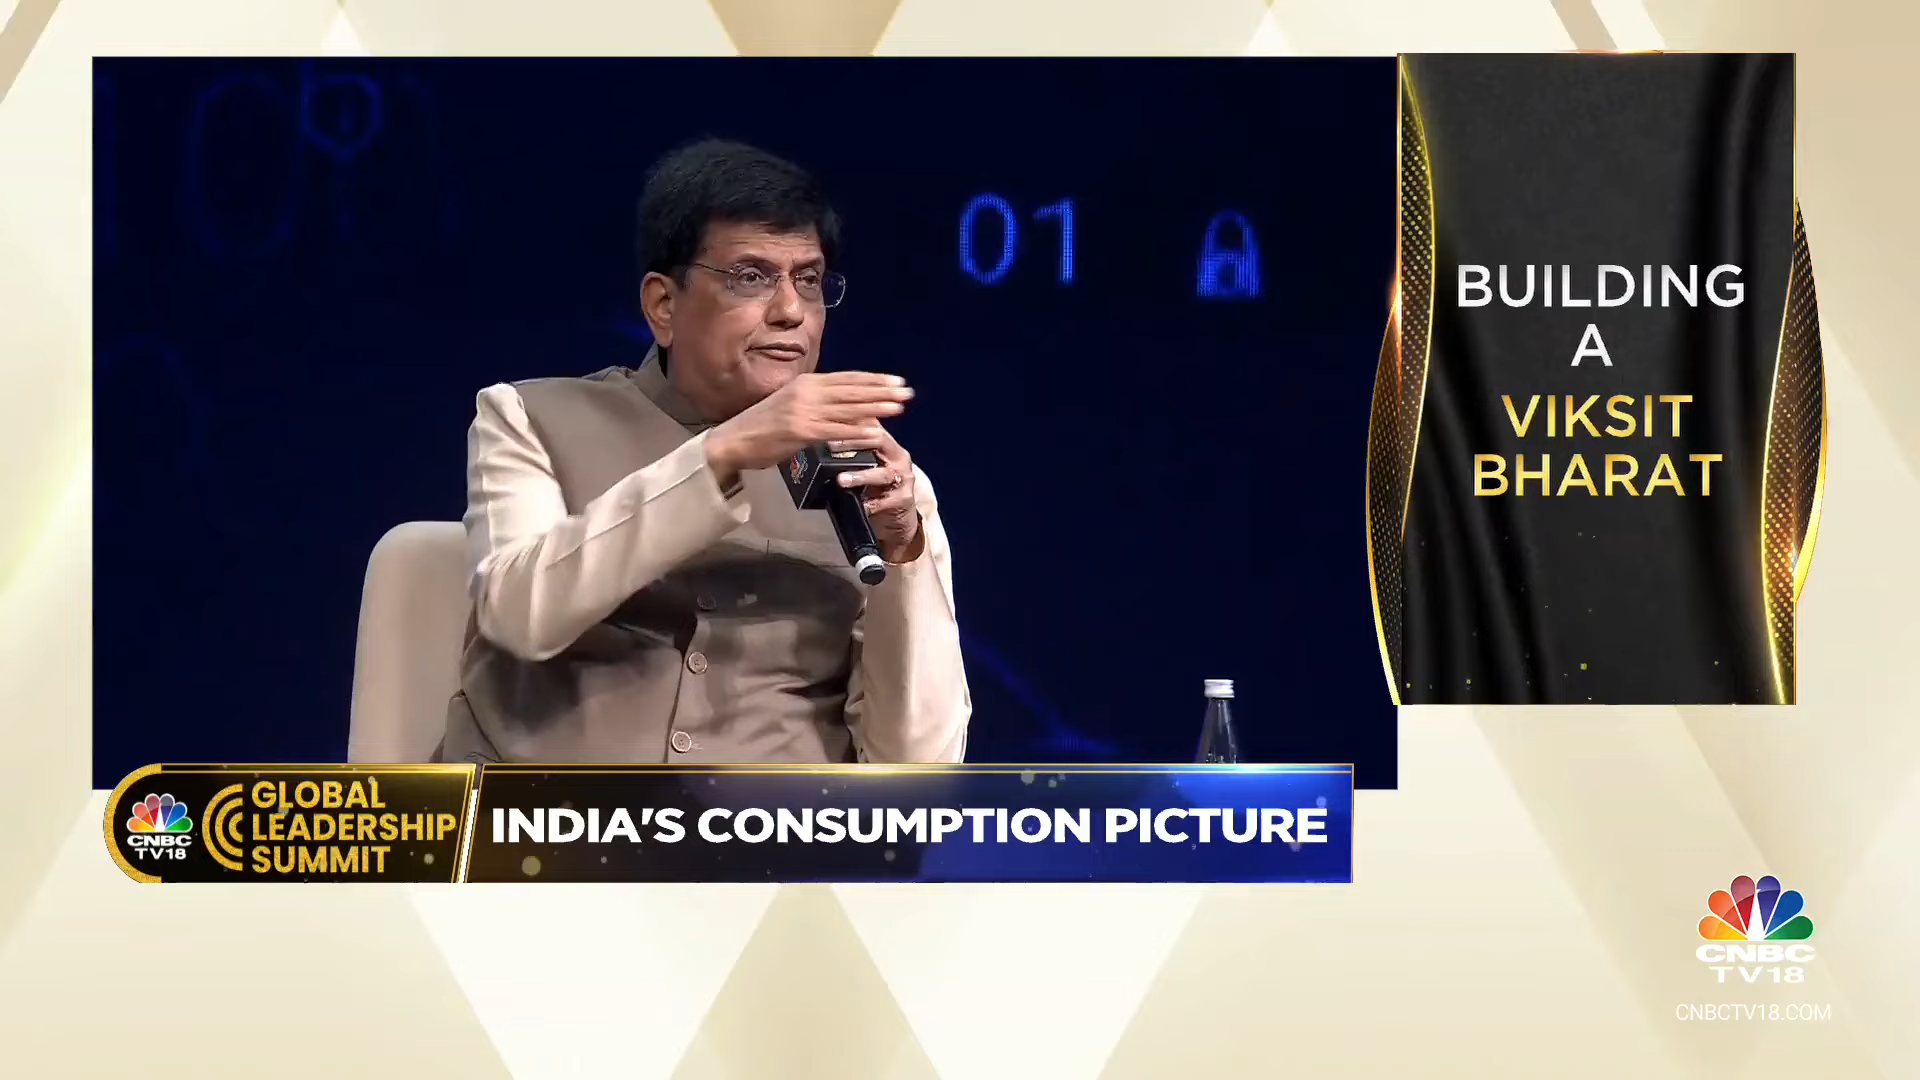 01
BUILDING
A
VIKSIT
BHARAT
CNBC
TV18
GLOBAL
LEADERSHIP
SUMMIT
INDIA'S CONSUMPTION PICTURE
CNBC
TV18
CNBCTV18.COM